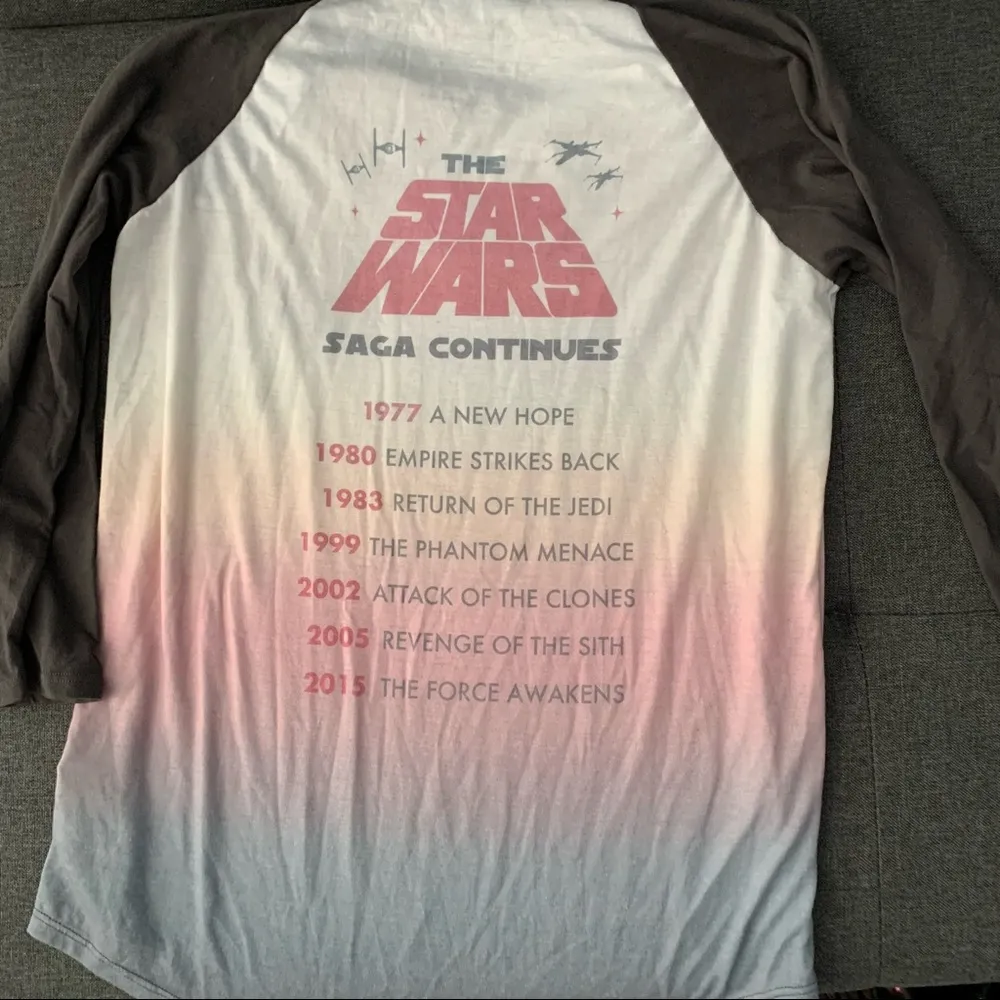 THE
STAR
WARS
SAGA CONTINUES
1977 A NEW HOPE
1980 EMPIRE STRIKES BACK
1983 RETURN OF THE JEDI
1999 THE PHANTOM MENACE
2002 ATTACK OF THE CLONES
2005 REVENGE OF THE SITH
2015 THE FORCE AWAKENS